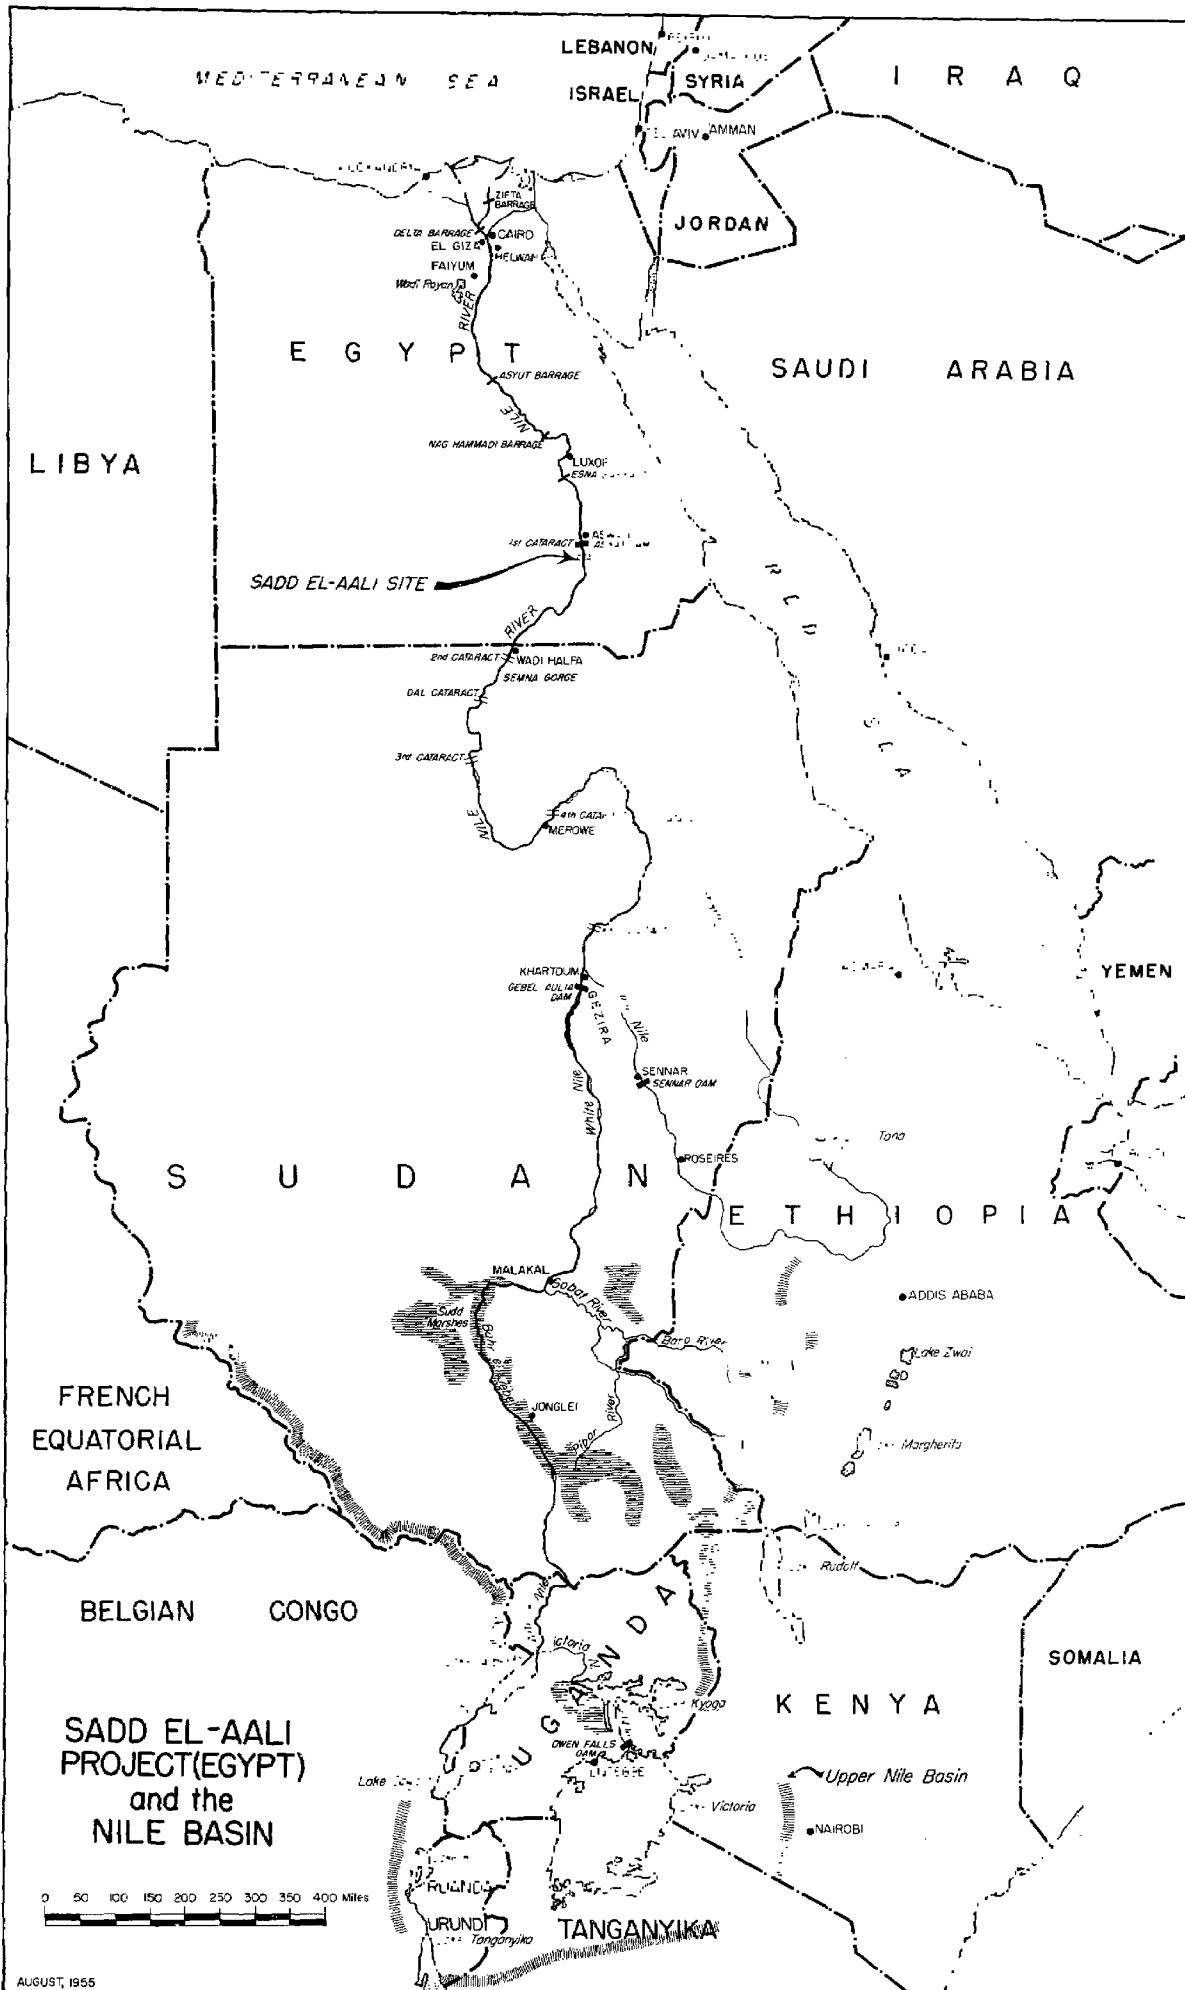 LEBANON
MEDITERRANEAN SEA
SYRIA
IRAQ
ISRAEL
TEL AVIV
AMMAN
ZIFTA
BARRAGE
JORDAN
DELTA BARRAGE
CAIRO
EL GIZA
HELWAN
FAIYUM
Wadi Rayan
RIVER
EGYPT
SAUDI ARABIA
ASYUT BARRAGE
NILE
NAG HAMMADI BARRAGE
LIBYA
LUXOR
ESNA
1st CATARACT
SADD EL-AALI SITE
RED SEA
RIVER
2nd CATARACT
WADI HALFA
SEMNA GORGE
DAL CATARACT
3rd CATARACT
NILE
4th
MEROWE
KHARTOUM
GEBEL AULIA
DAM
GEZIRA
Nile
YEMEN
SENNAR
SENNAR DAM
White Nile
Tana
ROSEIRES
SUDAN
ETHIOPIA
MALAKAL
Sobat River
ADDIS ABABA
Sudd
Marshes
Bahr
Baro River
Lake Zwai
FRENCH
EQUATORIAL
AFRICA
JONGLEI
Pibor River
Margherita
Rudolf
BELGIAN CONGO
Nile
UGANDA
SOMALIA
Kyoga
KENYA
SADD EL-AALI
PROJECT(EGYPT)
and the
NILE BASIN
OWEN FALLS
DAM
Lake
Upper Nile Basin
Victoria
NAIROBI
0 50 100 150 200 250 300 350 400 Miles
RUANDA
URUNDI
Tanganyika
TANGANYIKA
AUGUST, 1955